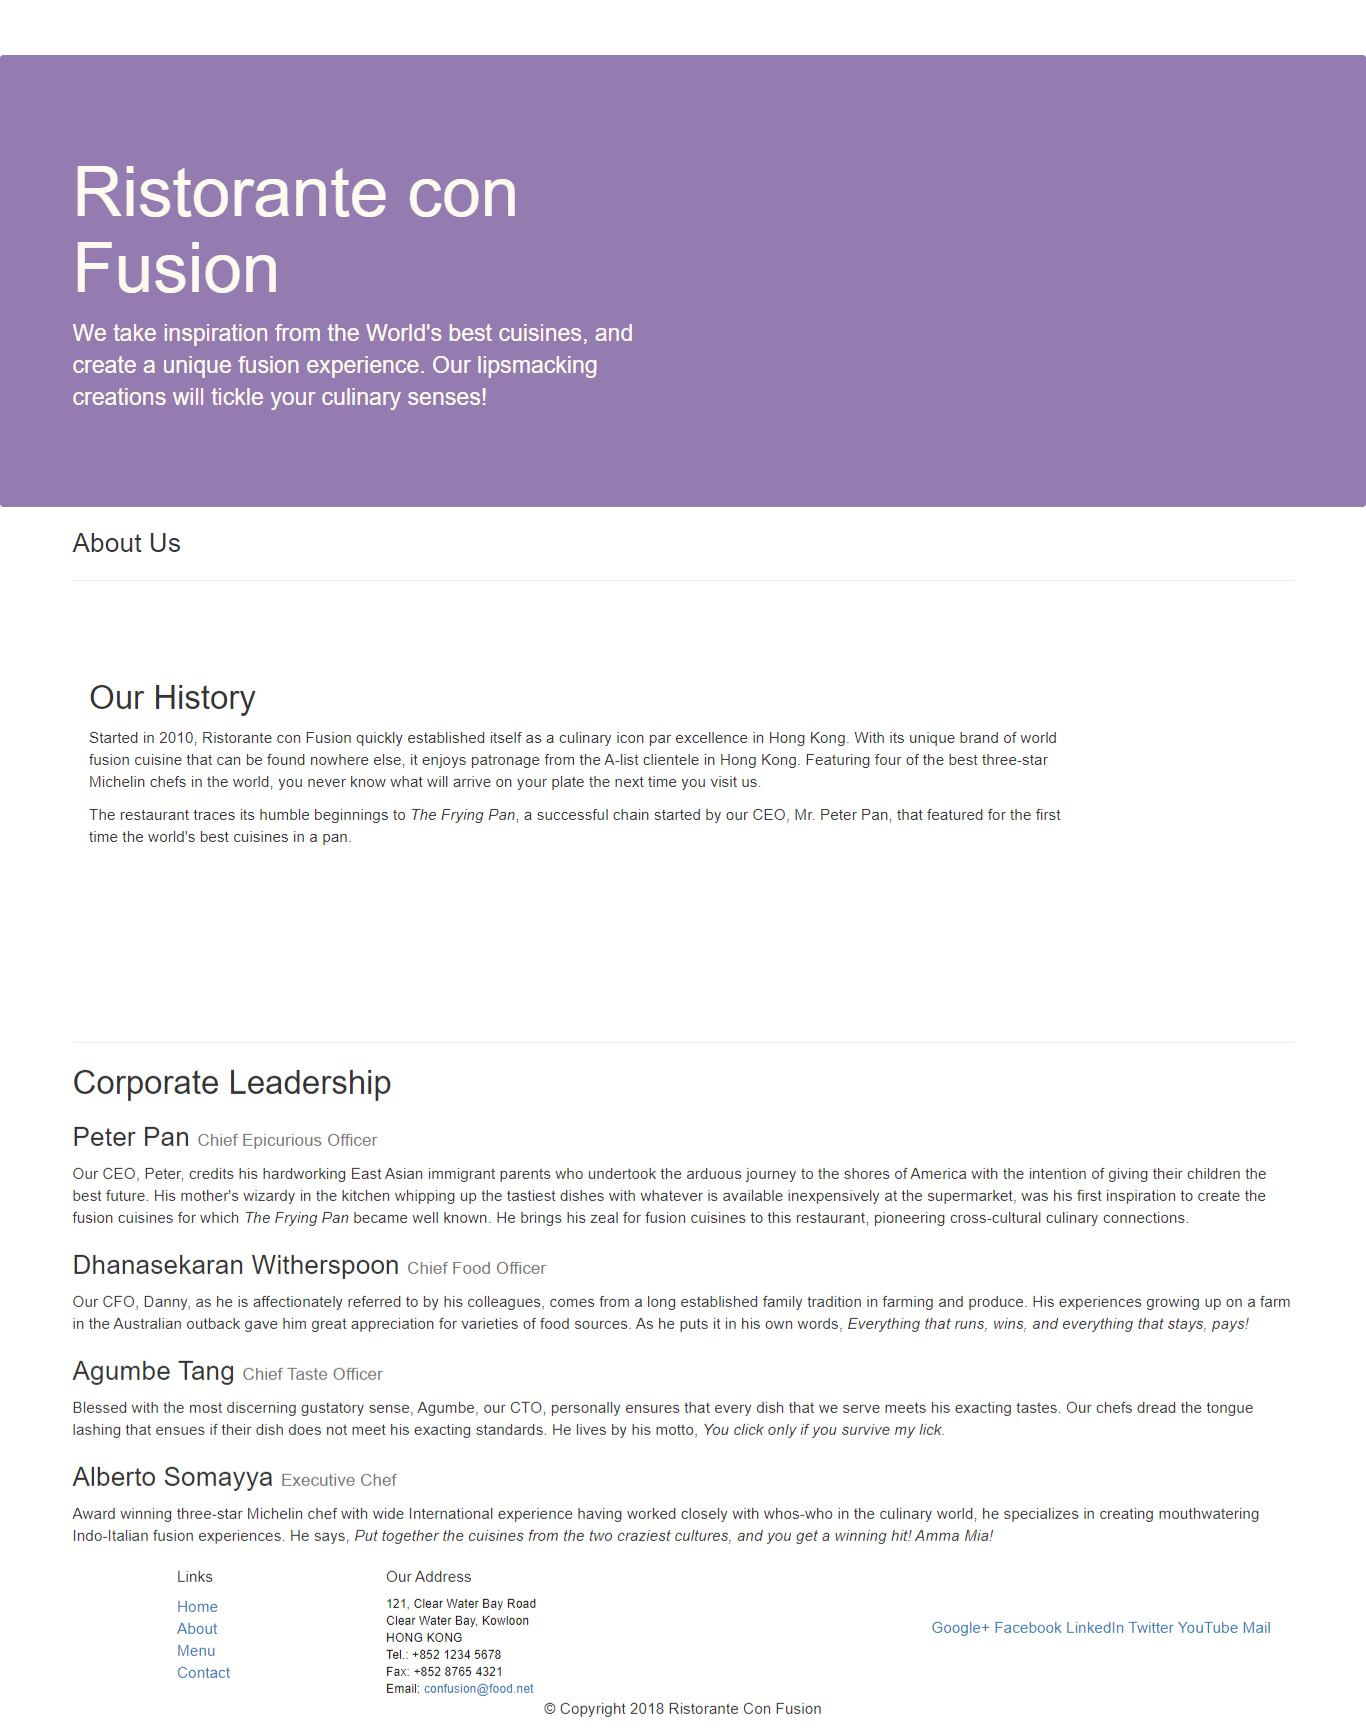 Ristorante con
Fusion
We take inspiration from the World's best cuisines, and
create a unique fusion experience. Our lipsmacking
creations will tickle your culinary senses!
About Us
Our History
Started in 2010, Ristorante con Fusion quickly established itself as a culinary icon par excellence in Hong Kong. With its unique brand of world
fusion cuisine that can be found nowhere else, it enjoys patronage from the A-list clientele in Hong Kong. Featuring four of the best three-star
Michelin chefs in the world, you never know what will arrive on your plate the next time you visit us.
The restaurant traces its humble beginnings to The Frying Pan, a successful chain started by our CEO, Mr. Peter Pan, that featured for the first
time the world's best cuisines in a pan.
Corporate Leadership
Peter Pan Chief Epicurious Officer
Our CEO, Peter, credits his hardworking East Asian immigrant parents who undertook the arduous journey to the shores of America with the intention of giving their children the
best future. His mother's wizardy in the kitchen whipping up the tastiest dishes with whatever is available inexpensively at the supermarket, was his first inspiration to create the
fusion cuisines for which The Frying Pan became well known. He brings his zeal for fusion cuisines to this restaurant, pioneering cross-cultural culinary connections.
Dhanasekaran Witherspoon Chief Food Officer
Our CFO, Danny, as he is affectionately referred to by his colleagues, comes from a long established family tradition in farming and produce. His experiences growing up on a farm
in the Australian outback gave him great appreciation for varieties of food sources. As he puts it in his own words, Everything that runs, wins, and everything that stays, pays!
Agumbe Tang Chief Taste Officer
Blessed with the most discerning gustatory sense, Agumbe, our CTO, personally ensures that every dish that we serve meets his exacting tastes. Our chefs dread the tongue
lashing that ensues if their dish does not meet his exacting standards. He lives by his motto, You click only if you survive my lick.
Alberto Somayya Executive Chef
Award winning three-star Michelin chef with wide International experience having worked closely with whos-who in the culinary world, he specializes in creating mouthwatering
Indo-Italian fusion experiences. He says, Put together the cuisines from the two craziest cultures, and you get a winning hit! Amma Mia!
Links
Home
About
Menu
Contact
Our Address
121, Clear Water Bay Road
Clear Water Bay, Kowloon
HONG KONG
Tel.: +852 1234 5678
Fax: +852 8765 4321
Email: confusion@food.net
Google+ Facebook LinkedIn Twitter YouTube Mail
© Copyright 2018 Ristorante Con Fusion